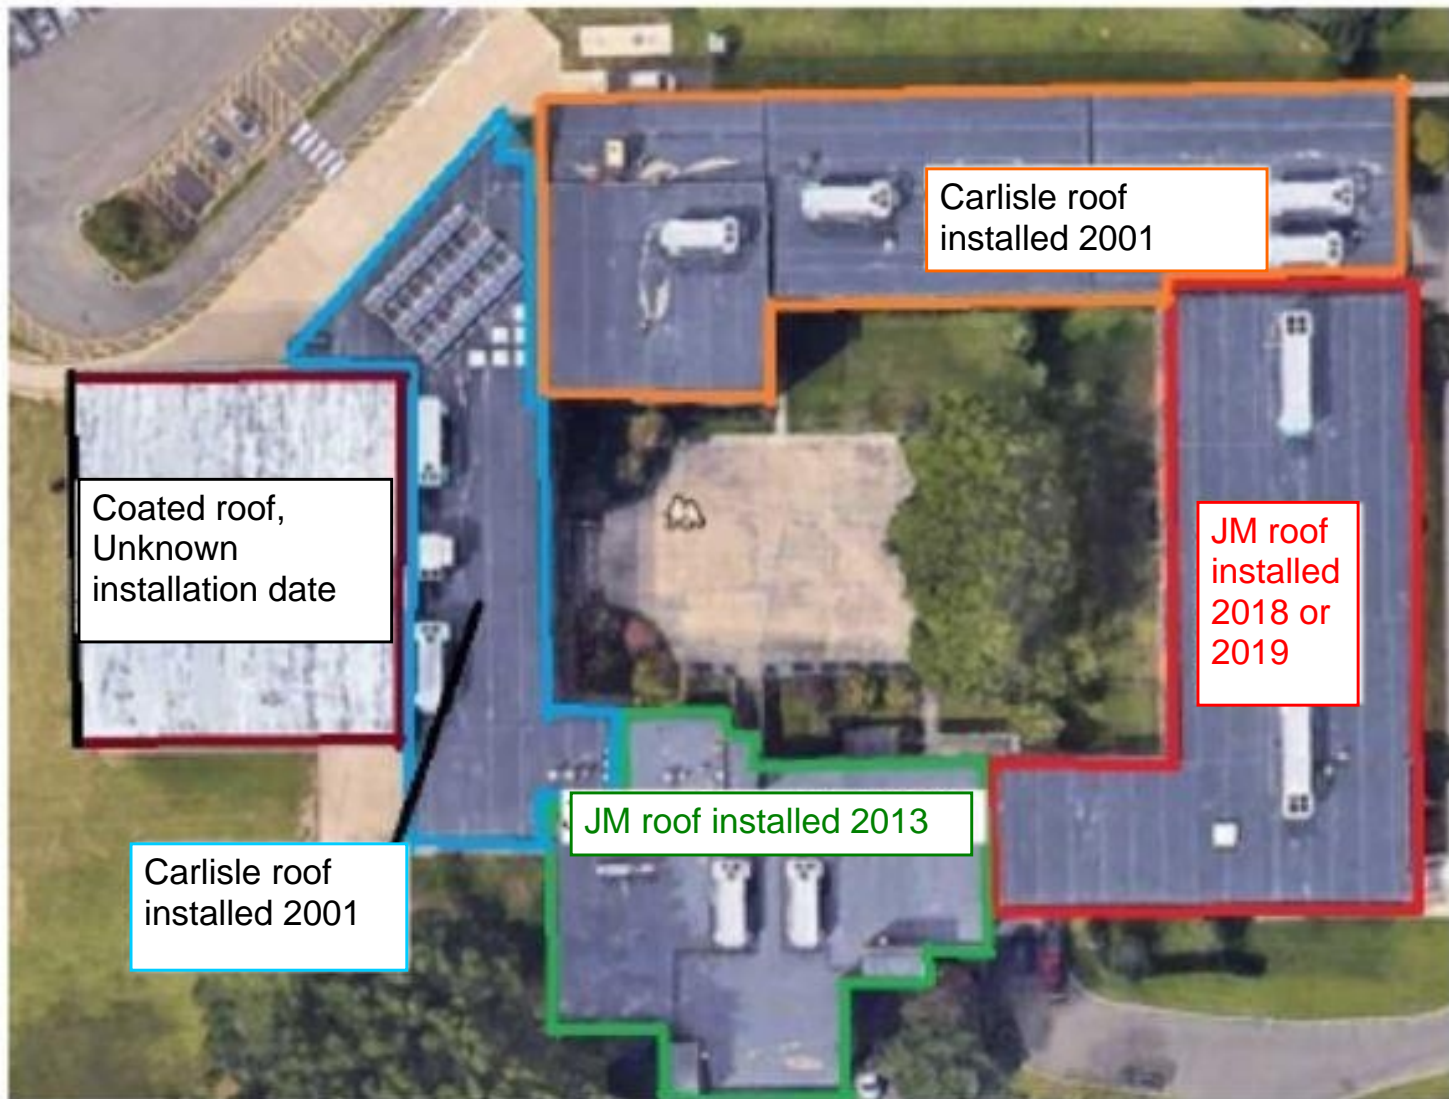 Carlisle roof
installed 2001
Coated roof,
Unknown
installation date
JM roof
installed
2018 or
2019
JM roof installed 2013
Carlisle roof
installed 2001